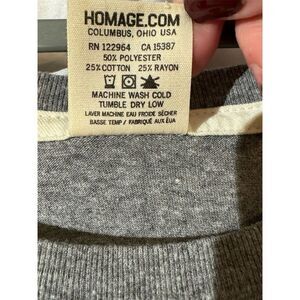 HOMAGE.COM
COLUMBUS, OHIO USA
RN 122964 CA 15387
50% POLYESTER
25% COTTON 25% RAYON
MACHINE WASH COLD
TUMBLE DRY LOW
LAVER MACHINE EAU FROIDE SÉCHER
BASSE TEMP / FABRIQUÉ AUX ÉUA